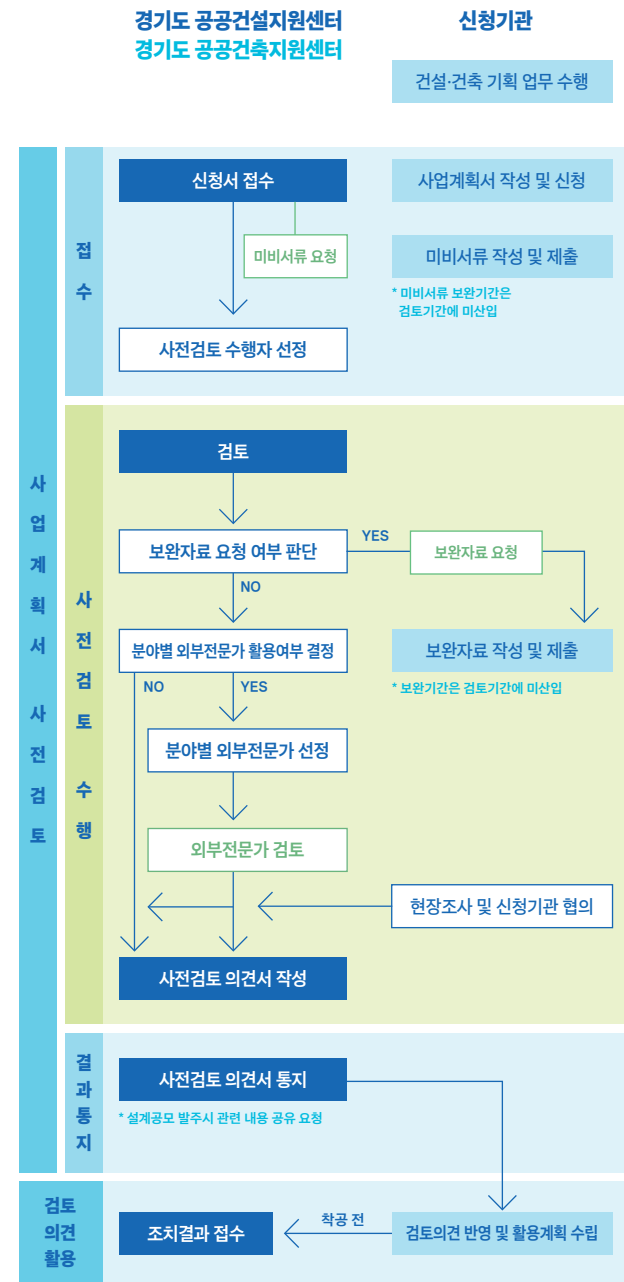 경기도 공공건설지원센터
경기도 공공건축지원센터
신청기관
건설·건축 기획 업무 수행
사업계획서 사전검토
접수
신청서 접수
사업계획서 작성 및 신청
미비서류 요청
미비서류 작성 및 제출
* 미비서류 보완기간은
검토기간에 미산입
사전검토 수행자 선정
사전검토 수행
검토
보완자료 요청 여부 판단
YES
보완자료 요청
NO
분야별 외부전문가 활용여부 결정
보완자료 작성 및 제출
* 보완기간은 검토기간에 미산입
NO
YES
분야별 외부전문가 선정
외부전문가 검토
현장조사 및 신청기관 협의
사전검토 의견서 작성
결과통지
사전검토 의견서 통지
* 설계공모 발주시 관련 내용 공유 요청
검토
의견
활용
조치결과 접수
착공 전
검토의견 반영 및 활용계획 수립